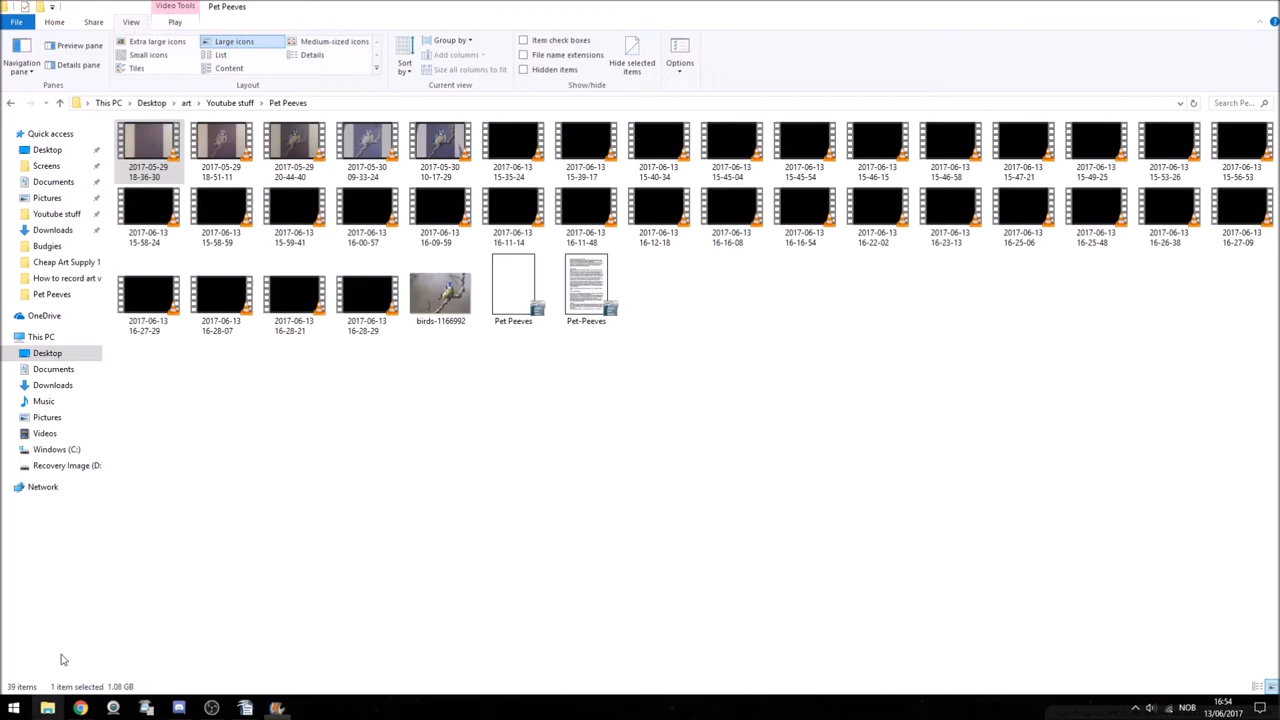 Video Tools
Pet Peeves
File
Home
Share
View
Play
Navigation
pane
Preview pane
Details pane
Panes
Extra large icons
Large icons
Medium-sized icons
Small icons
List
Details
Tiles
Content
Layout
Sort
by
Group by
Add columns
Size all columns to fit
Current view
Item check boxes
File name extensions
Hidden items
Hide selected
items
Show/hide
Options
This PC
Desktop
art
Youtube stuff
Pet Peeves
Search Pe...
Quick access
Desktop
Screens
Documents
Pictures
Youtube stuff
Downloads
Budgies
Cheap Art Supply 1
How to record art v
Pet Peeves
OneDrive
This PC
Desktop
Documents
Downloads
Music
Pictures
Videos
Windows (C:)
Recovery Image (D:
Network
2017-05-29 2017-05-29 2017-05-29 2017-05-30 2017-05-30 2017-06-13 2017-06-13 2017-06-13 2017-06-13 2017-06-13 2017-06-13 2017-06-13 2017-06-13 2017-06-13 2017-06-13 2017-06-13
18-36-30 18-51-11 20-44-40 09-33-24 10-17-29 15-35-24 15-39-17 15-40-34 15-45-04 15-45-54 15-46-15 15-46-58 15-47-21 15-49-25 15-53-26 15-56-53
2017-06-13 2017-06-13 2017-06-13 2017-06-13 2017-06-13 2017-06-13 2017-06-13 2017-06-13 2017-06-13 2017-06-13 2017-06-13 2017-06-13 2017-06-13 2017-06-13 2017-06-13 2017-06-13
15-58-24 15-58-59 15-59-41 16-00-57 16-09-59 16-11-14 16-11-48 16-12-18 16-16-08 16-16-54 16-22-02 16-23-13 16-25-06 16-25-48 16-26-38 16-27-09
2017-06-13 2017-06-13 2017-06-13 2017-06-13 birds-1166992 Pet Peeves Pet-Peeves
16-27-29 16-28-07 16-28-21 16-28-29
39 items
1 item selected 1.08 GB
NOB
16:54
13/06/2017